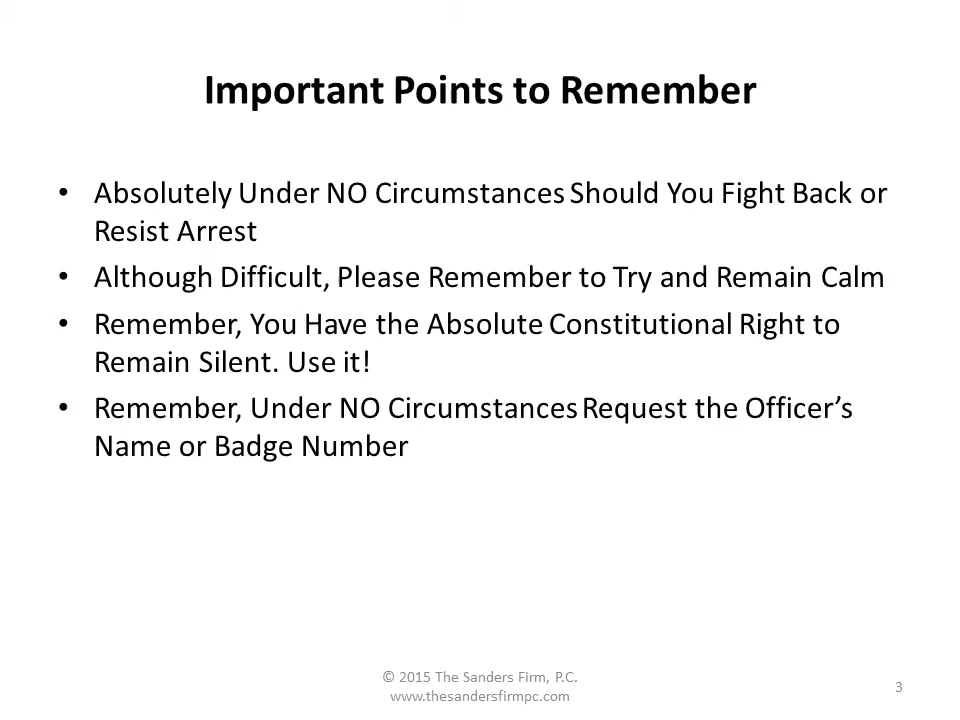 Important Points to Remember
• Absolutely Under NO Circumstances Should You Fight Back or
Resist Arrest
• Although Difficult, Please Remember to Try and Remain Calm
• Remember, You Have the Absolute Constitutional Right to
Remain Silent. Use it!
• Remember, Under NO Circumstances Request the Officer’s
Name or Badge Number
© 2015 The Sanders Firm, P.C.
www.thesandersfirmpc.com
3